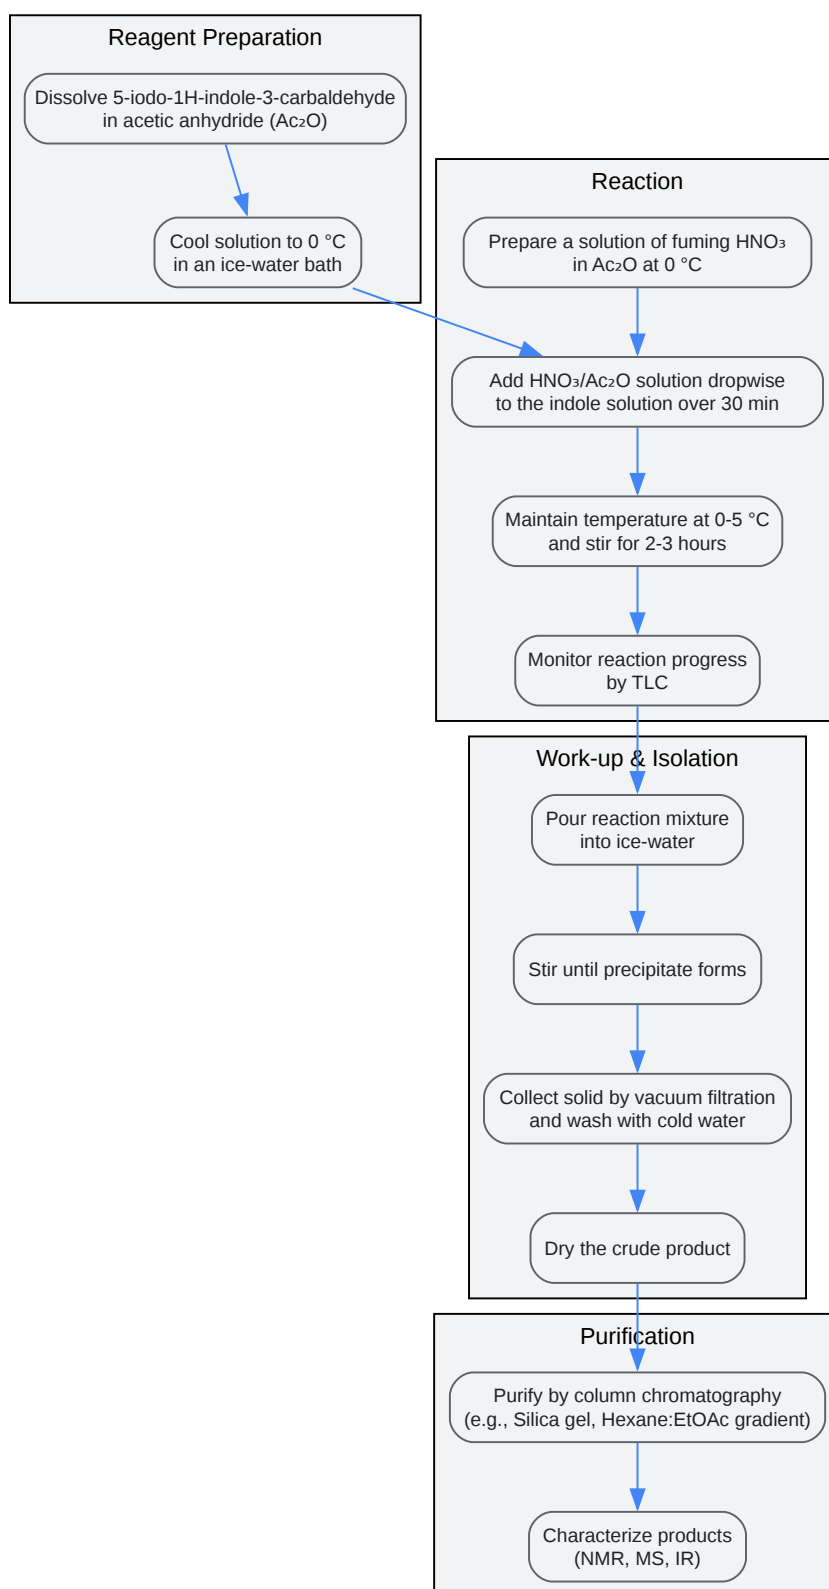 Reagent Preparation
Dissolve 5-iodo-1H-indole-3-carbaldehyde
in acetic anhydride (Ac₂O)
Cool solution to 0 °C
in an ice-water bath
Reaction
Prepare a solution of fuming HNO₃
in Ac₂O at 0 °C
Add HNO₃/Ac₂O solution dropwise
to the indole solution over 30 min
Maintain temperature at 0-5 °C
and stir for 2-3 hours
Monitor reaction progress
by TLC
Work-up & Isolation
Pour reaction mixture
into ice-water
Stir until precipitate forms
Collect solid by vacuum filtration
and wash with cold water
Dry the crude product
Purification
Purify by column chromatography
(e.g., Silica gel, Hexane:EtOAc gradient)
Characterize products
(NMR, MS, IR)